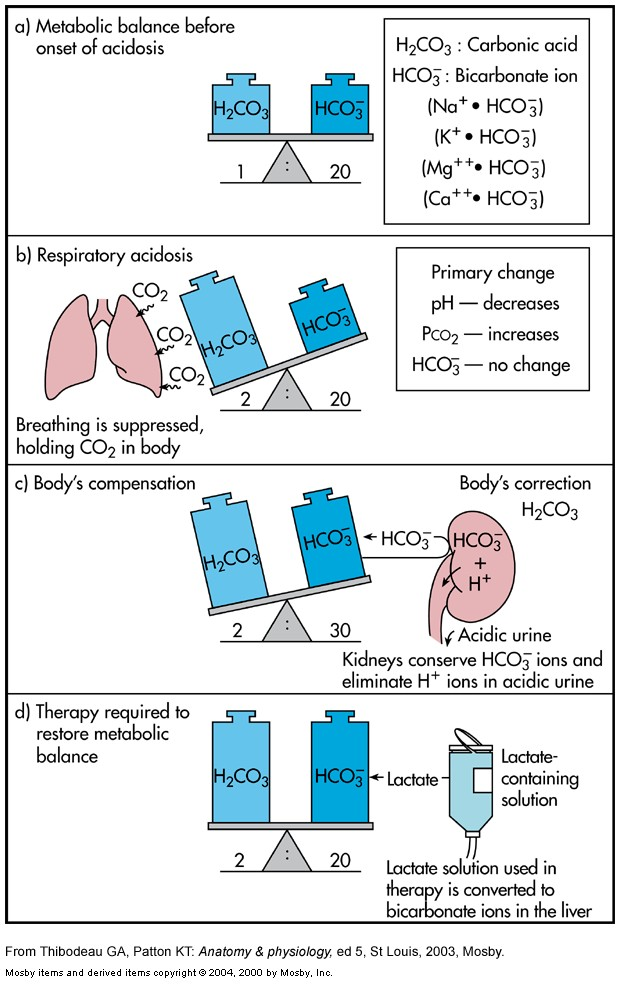 a) Metabolic balance before
onset of acidosis
H₂CO₃
HCO₃⁻
1 : 20
H₂CO₃ : Carbonic acid
HCO₃⁻ : Bicarbonate ion
(Na⁺ • HCO₃⁻)
(K⁺ • HCO₃⁻)
(Mg⁺⁺ • HCO₃⁻)
(Ca⁺⁺ • HCO₃⁻)
b) Respiratory acidosis
CO₂
CO₂
CO₂
Breathing is suppressed,
holding CO₂ in body
H₂CO₃
HCO₃⁻
2 : 20
Primary change
pH — decreases
PCO₂ — increases
HCO₃⁻ — no change
c) Body's compensation
H₂CO₃
HCO₃⁻
2 : 30
HCO₃⁻
Body's correction
H₂CO₃
HCO₃⁻
+
H⁺
Acidic urine
Kidneys conserve HCO₃⁻ ions and
eliminate H⁺ ions in acidic urine
d) Therapy required to
restore metabolic
balance
H₂CO₃
HCO₃⁻
2 : 20
Lactate
Lactate-
containing
solution
Lactate solution used in
therapy is converted to
bicarbonate ions in the liver
From Thibodeau GA, Patton KT: Anatomy & physiology, ed 5, St Louis, 2003, Mosby.
Mosby items and derived items copyright © 2004, 2000 by Mosby, Inc.